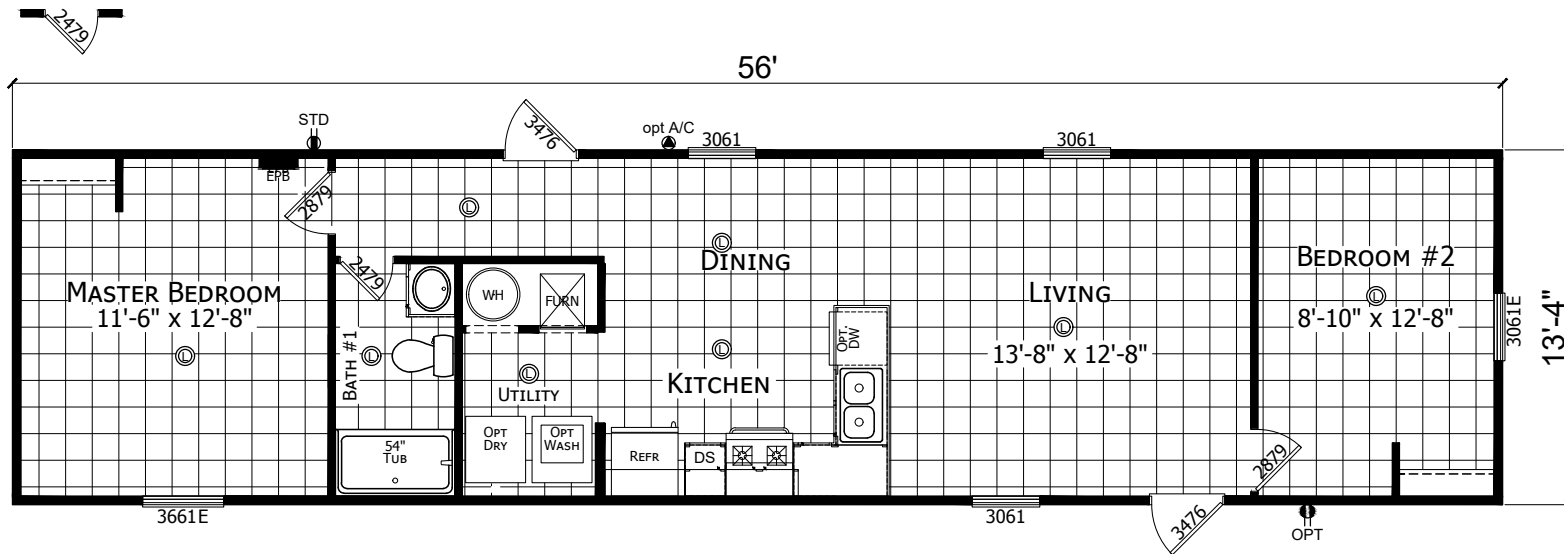 2479
56'
STD
3476
opt A/C
3061
3061
EPB
2879
L
L
DINING
BEDROOM #2
8'-10" x 12'-8"
L
2479
MASTER BEDROOM
11'-6" x 12'-8"
L
BATH #1
L
WH
FURN
LIVING
13'-8" x 12'-8"
L
3061E
13'-4"
OPT. DW
L
KITCHEN
L
UTILITY
OPT
DRY
OPT
WASH
54"
TUB
REFR
DS
2879
3661E
3061
3476
OPT